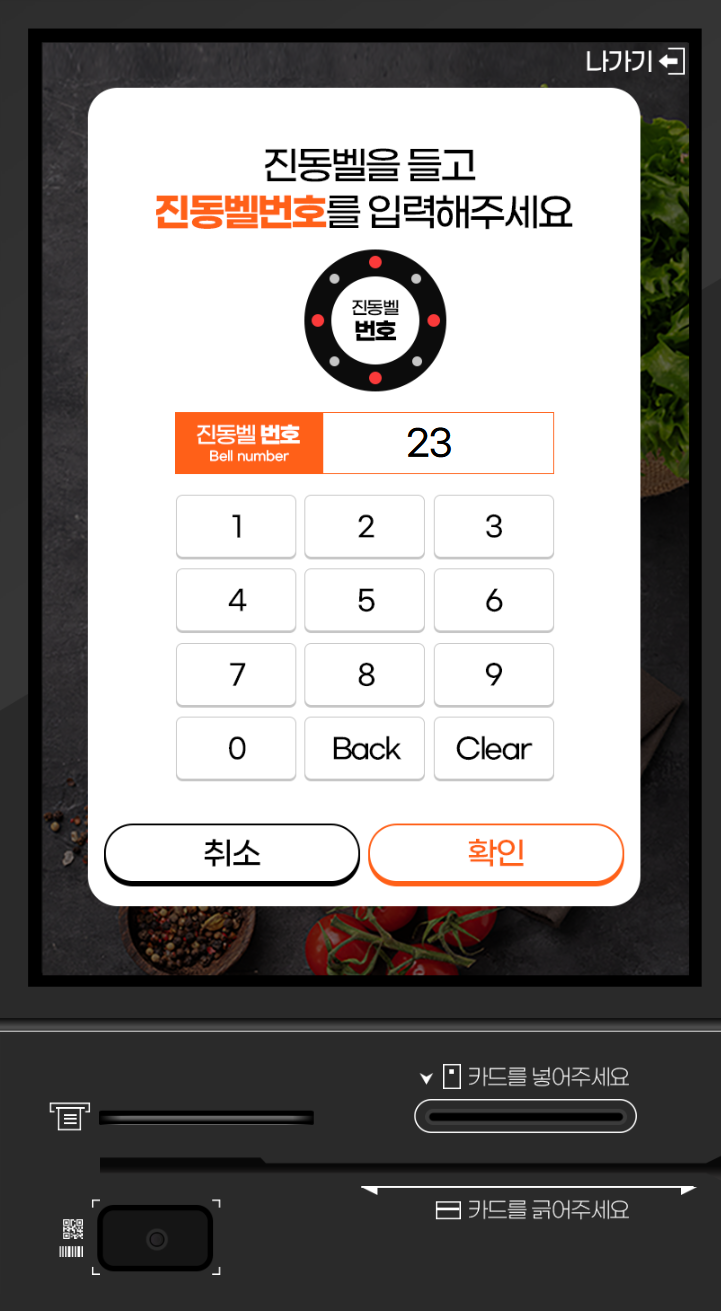 나가기
진동벨을 들고
진동벨번호를 입력해주세요
진동벨
번호
진동벨 번호
Bell number
23
1 2 3
4 5 6
7 8 9
0 Back Clear
취소 확인
카드를 넣어주세요
카드를 긁어주세요